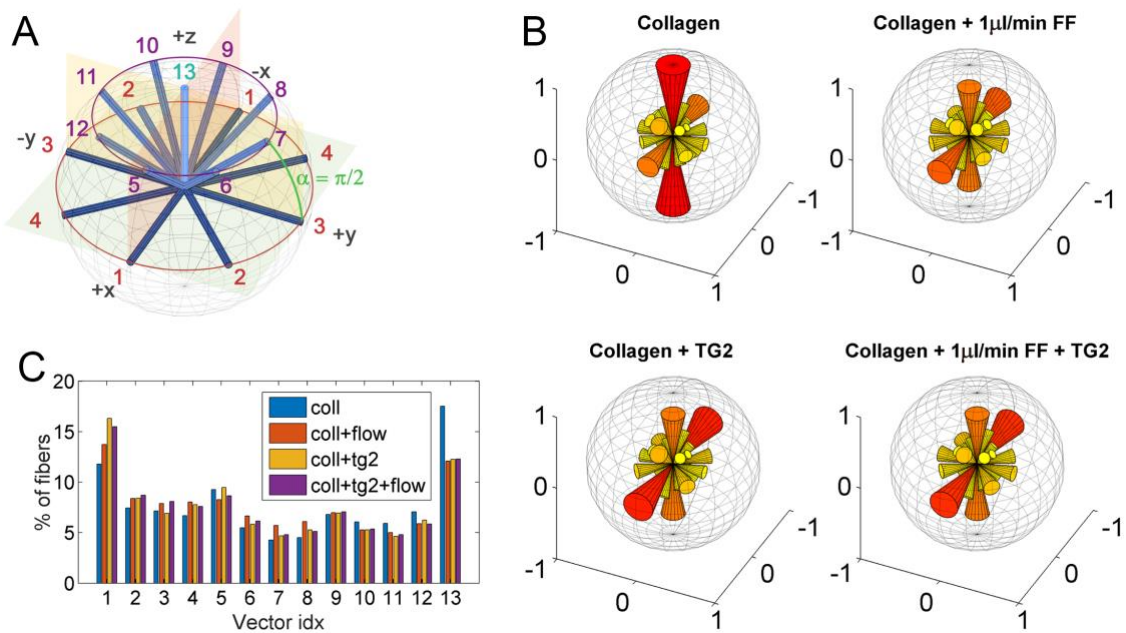 A
+z
10
9
13
-x
11
2
1
8
12
7
-y
3
4
5
6
α = π/2
4
3
+y
1
2
+x
B
Collagen
1
0
-1
0
1
0
-1
Collagen + 1µl/min FF
1
0
-1
0
1
0
-1
Collagen + TG2
1
0
-1
0
1
0
-1
Collagen + 1µl/min FF + TG2
1
0
-1
0
1
0
-1
C
% of fibers
20
15
10
5
0
coll
coll+flow
coll+tg2
coll+tg2+flow
1 2 3 4 5 6 7 8 9 10 11 12 13
Vector idx